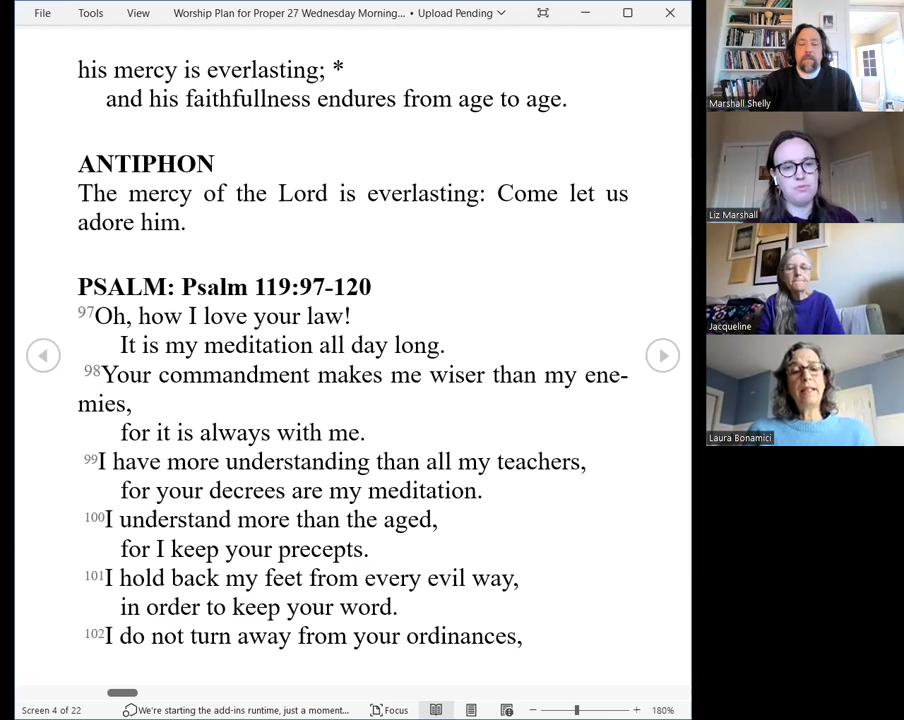 File Tools Worship Plan for Proper 27 Wednesday Morning... • Upload Pending
his mercy is everlasting; *
and his faithfullness endures from age to age.
ANTIPHON
The mercy of the Lord is everlasting: Come let us
adore him.
PSALM: Psalm 119:97-120
97Oh, how I love your law!
It is my meditation all day long.
98Your commandment makes me wiser than my ene-
mies,
for it is always with me.
99I have more understanding than all my teachers,
for your decrees are my meditation.
100I understand more than the aged,
for I keep your precepts.
101I hold back my feet from every evil way,
in order to keep your word.
102I do not turn away from your ordinances,
Screen 4 of 22 We're starting the add-ins runtime, just a moment... Focus 180%
Marshall Shelly
Liz Marshall
Jacqueline
Laura Bonamici